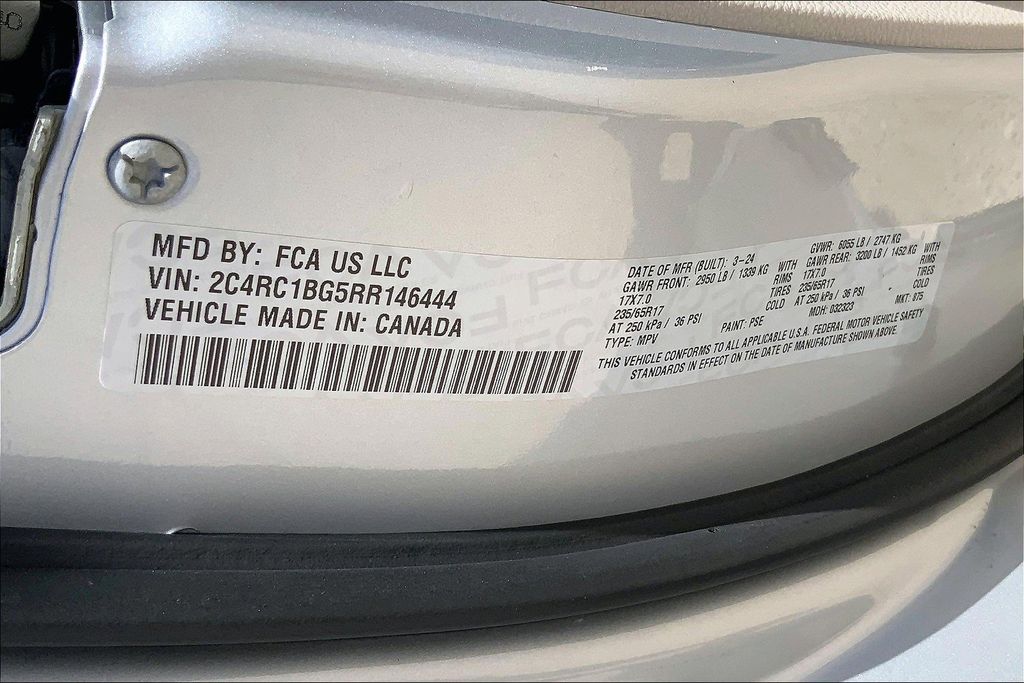 MFD BY: FCA US LLC
VIN: 2C4RC1BG5RR146444
VEHICLE MADE IN: CANADA
DATE OF MFR (BUILT): 3-24 GVWR: 6055 LB / 2747 KG
GAWR FRONT: 2950 LB / 1339 KG WITH GAWR REAR: 3200 LB / 1452 KG WITH
17X7.0 RIMS 17X7.0 RIMS
235/65R17 TIRES 235/65R17 TIRES
AT 250 kPa / 36 PSI COLD AT 250 kPa / 36 PSI COLD
TYPE: MPV PAINT: PSE MDH: 032323 MKT: 875
THIS VEHICLE CONFORMS TO ALL APPLICABLE U.S.A. FEDERAL MOTOR VEHICLE SAFETY
STANDARDS IN EFFECT ON THE DATE OF MANUFACTURE SHOWN ABOVE.